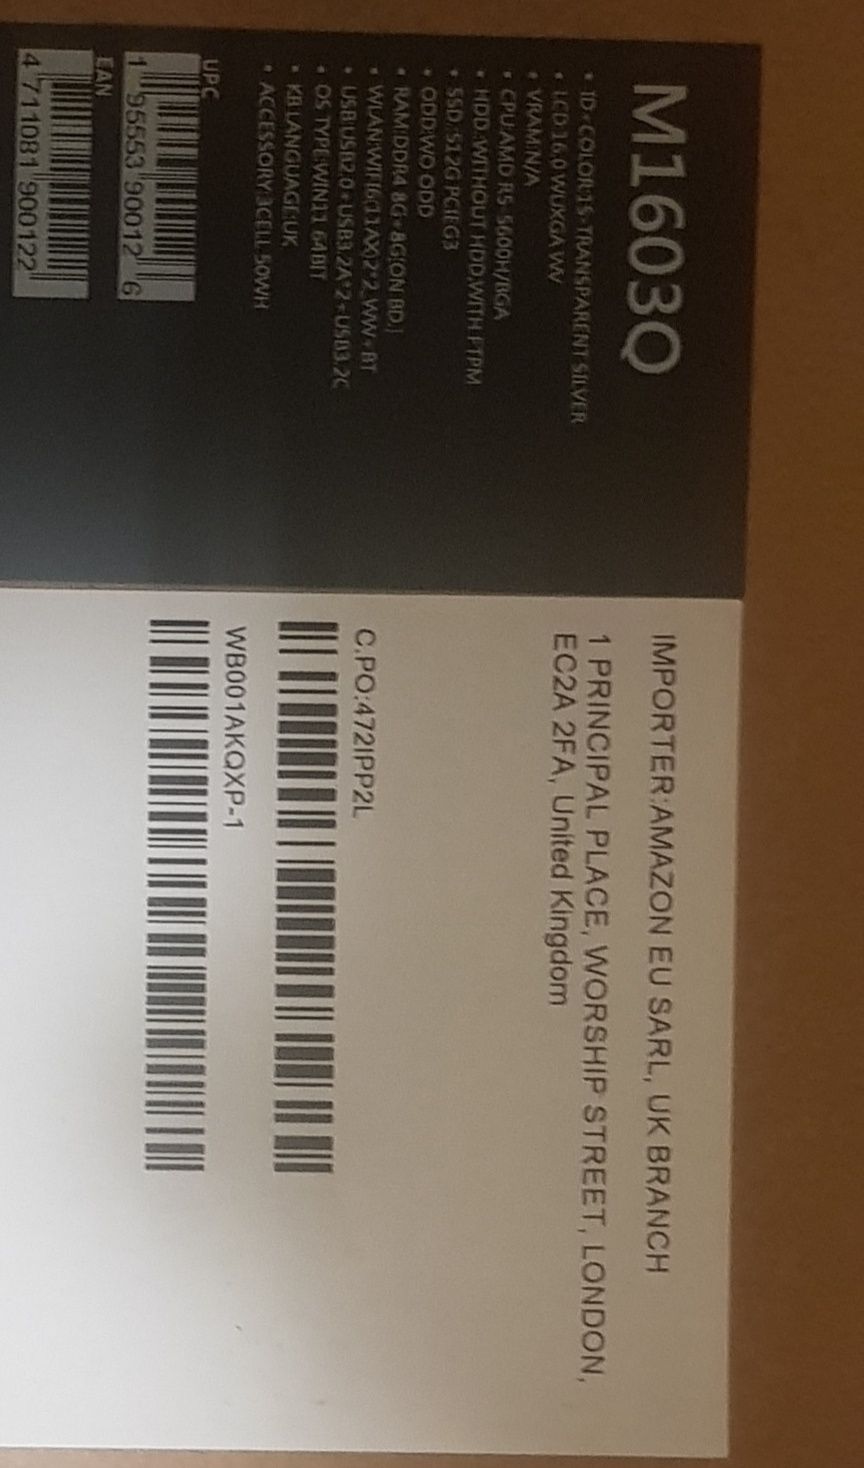 M1603Q
• ID+COLOR:1S-TRANSPARENT SILVER
• LCD:16.0 WUXGA WV
• VRAM:N/A
• CPU:AMD R5-5600H/BGA
• HDD:WITHOUT HDD,WITH FTPM
• SSD:512G PCIEG3
• ODD:WO ODD
• RAM:DDR4 8G+8G[ON BD.]
• WLAN:WIFI6(11AX)2*2_WW+BT
• USB:USB2.0+USB3.2A*2+USB3.2C
• OS TYPE:WIN11 64BIT
• KB LANGUAGE:UK
• ACCESSORY:3CELL 50WH
UPC
1 95553 90012 6
EAN
4 711081 900122
IMPORTER:AMAZON EU SARL, UK BRANCH
1 PRINCIPAL PLACE, WORSHIP STREET, LONDON,
EC2A 2FA, United Kingdom
C.PO:472IPP2L
WB001AKQXP-1